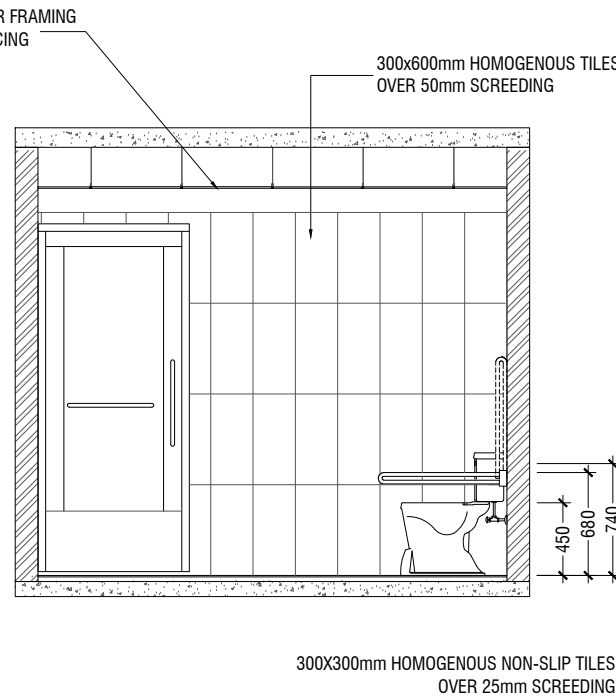 R FRAMING
CING
300x600mm HOMOGENOUS TILES
OVER 50mm SCREEDING
450
680
740
300X300mm HOMOGENOUS NON-SLIP TILES
OVER 25mm SCREEDING